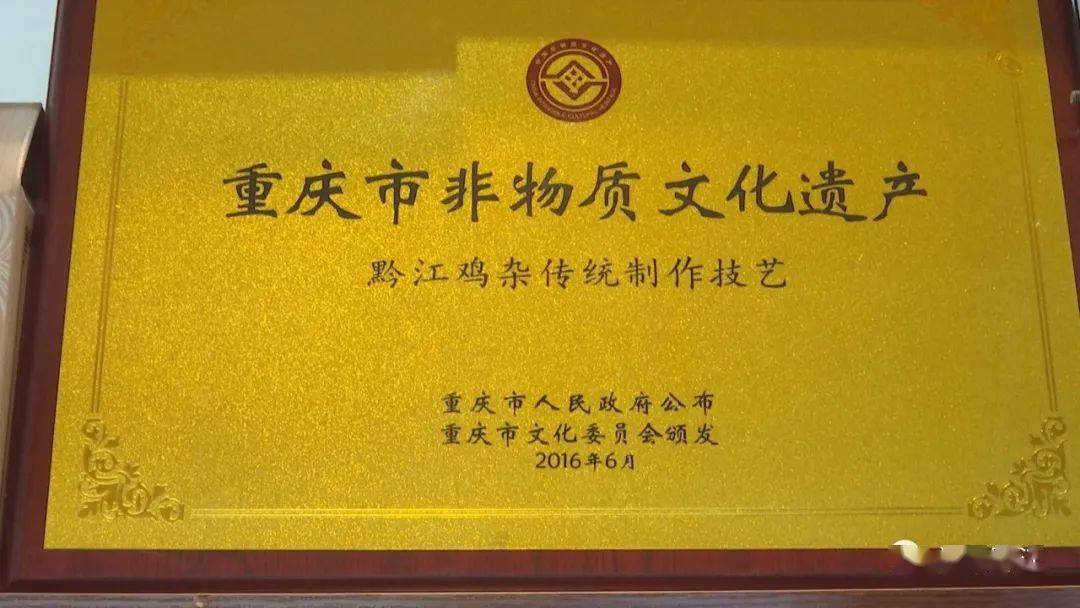 重庆市非物质文化遗产
黔江鸡杂传统制作技艺
重庆市人民政府公布
重庆市文化委员会颁发
2016年6月